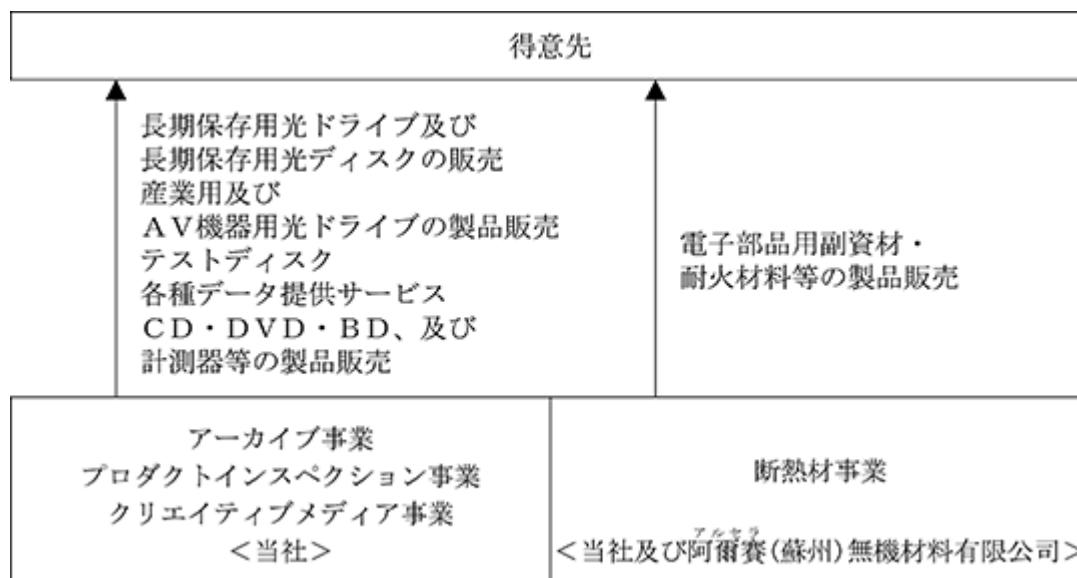 得意先
長期保存用光ドライブ及び
長期保存用光ディスクの販売
産業用及び
ＡＶ機器用光ドライブの製品販売
テストディスク
各種データ提供サービス
ＣＤ・ＤＶＤ・ＢＤ、及び
計測器等の製品販売
電子部品用副資材・
耐火材料等の製品販売
アーカイブ事業
プロダクトインスペクション事業
クリエイティブメディア事業
＜当社＞
断熱材事業
アルセラ
＜当社及び阿爾賽(蘇州)無機材料有限公司＞